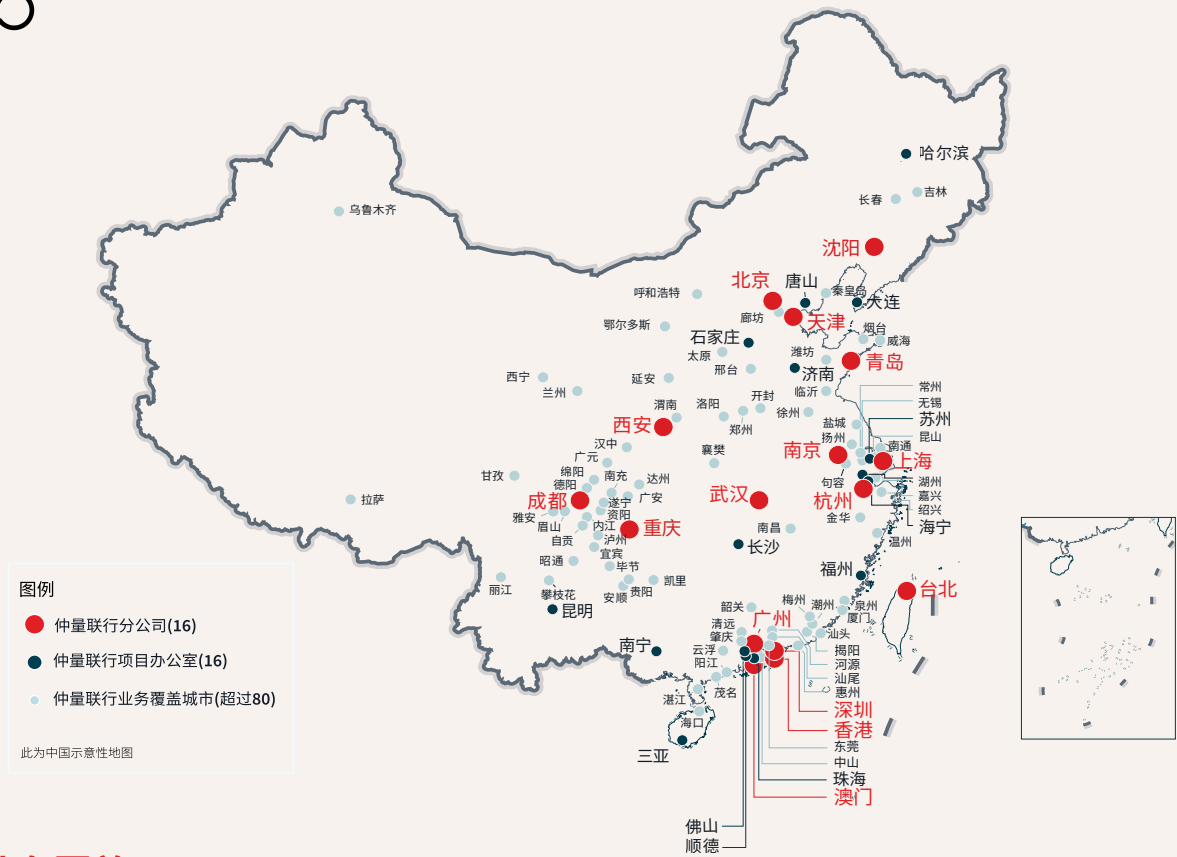 哈尔滨
长春
吉林
乌鲁木齐
沈阳
北京
唐山
秦皇岛
大连
呼和浩特
廊坊
天津
鄂尔多斯
石家庄
烟台
威海
太原
潍坊
青岛
邢台
济南
西宁
兰州
延安
临沂
常州
渭南
洛阳
开封
徐州
无锡
西安
郑州
盐城
苏州
扬州
昆山
汉中
襄樊
南京
南通
上海
广元
甘孜
绵阳
南充
达州
德阳
句容
湖州
拉萨
成都
遂宁
广安
武汉
杭州
嘉兴
雅安
资阳
金华
绍兴
眉山
内江
重庆
南昌
海宁
自贡
泸州
长沙
温州
宜宾
昭通
毕节
福州
丽江
攀枝花
安顺
贵阳
凯里
台北
昆明
韶关
梅州
潮州
泉州
广州
厦门
清远
肇庆
汕头
南宁
云浮
揭阳
阳江
河源
汕尾
湛江
茂名
惠州
深圳
海口
香港
三亚
东莞
中山
珠海
澳门
佛山
顺德
图例
仲量联行分公司(16)
仲量联行项目办公室(16)
仲量联行业务覆盖城市(超过80)
此为中国示意性地图